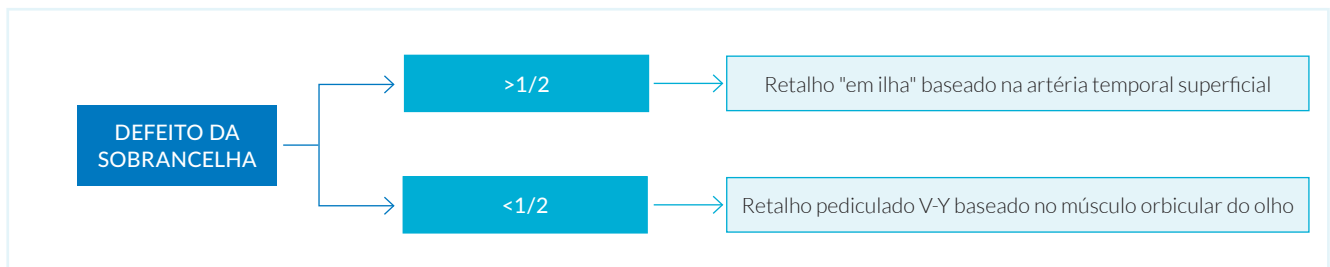 DEFEITO DA
SOBRANCELHA
>1/2
Retalho "em ilha" baseado na artéria temporal superficial
<1/2
Retalho pediculado V-Y baseado no músculo orbicular do olho